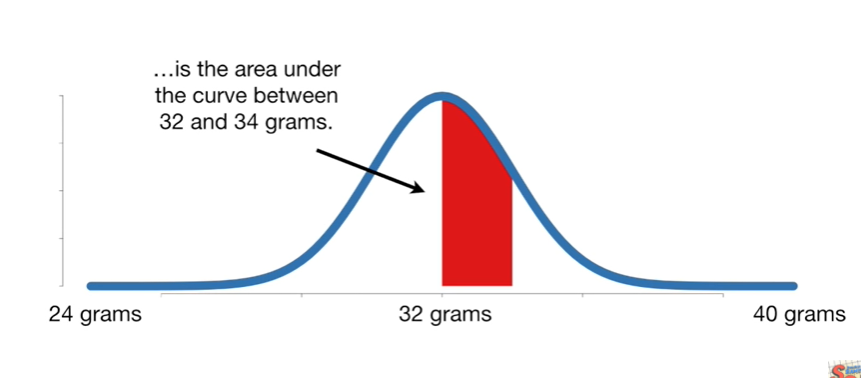 ...is the area under
the curve between
32 and 34 grams.
24 grams
32 grams
40 grams